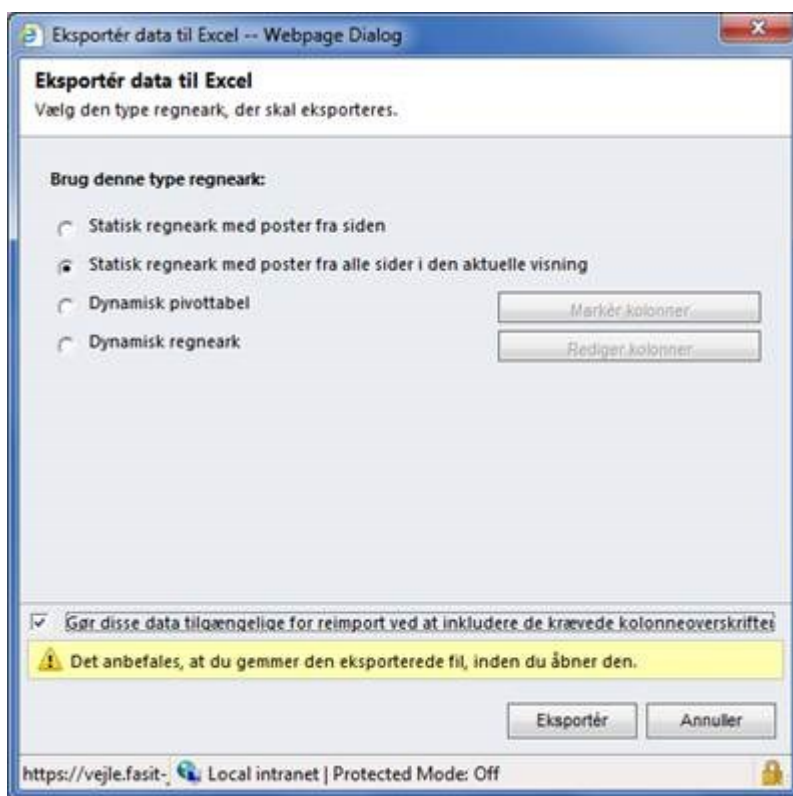 Eksportér data til Excel -- Webpage Dialog
Eksportér data til Excel
Vælg den type regneark, der skal eksporteres.
Brug denne type regneark:
Statisk regneark med poster fra siden
Statisk regneark med poster fra alle sider i den aktuelle visning
Dynamisk pivottabel
Markér kolonner
Dynamisk regneark
Rediger kolonner
Gør disse data tilgængelige for reimport ved at inkludere de krævede kolonneoverskrifter
Det anbefales, at du gemmer den eksporterede fil, inden du åbner den.
Eksportér
Annuller
https://vejle.fasit- Local intranet | Protected Mode: Off